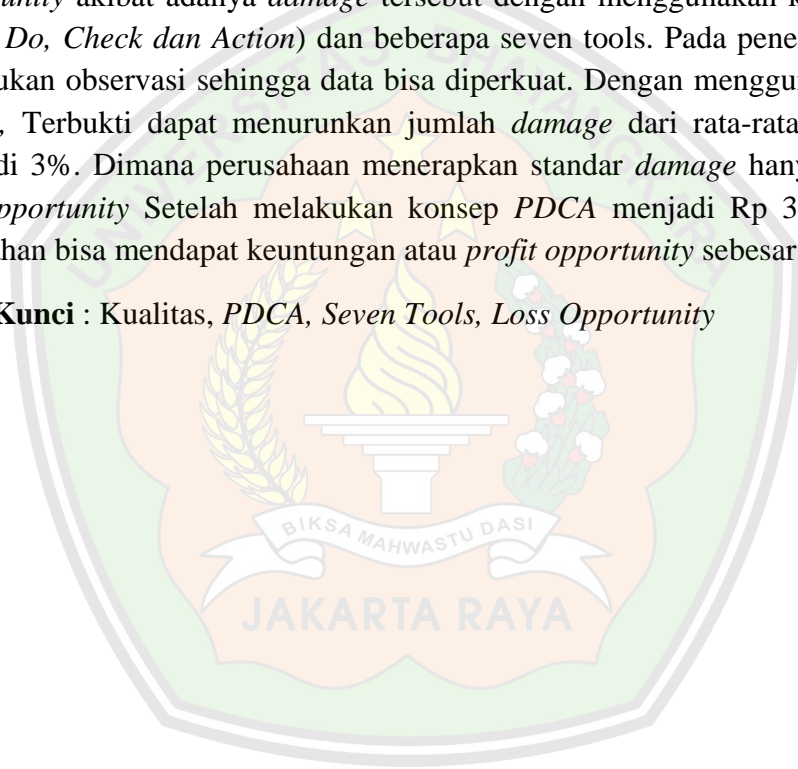 unity akibat adanya damage tersebut dengan menggunakan k
Do, Check dan Action) dan beberapa seven tools. Pada pene
ukan observasi sehingga data bisa diperkuat. Dengan menggu
, Terbukti dapat menurunkan jumlah damage dari rata-rata
di 3%. Dimana perusahaan menerapkan standar damage hany
pportunity Setelah melakukan konsep PDCA menjadi Rp 3
ahan bisa mendapat keuntungan atau profit opportunity sebesar
Kunci : Kualitas, PDCA, Seven Tools, Loss Opportunity
UNIVERSITAS BHAYANGKARA
BIKSA MAHWASTU DASI
JAKARTA RAYA